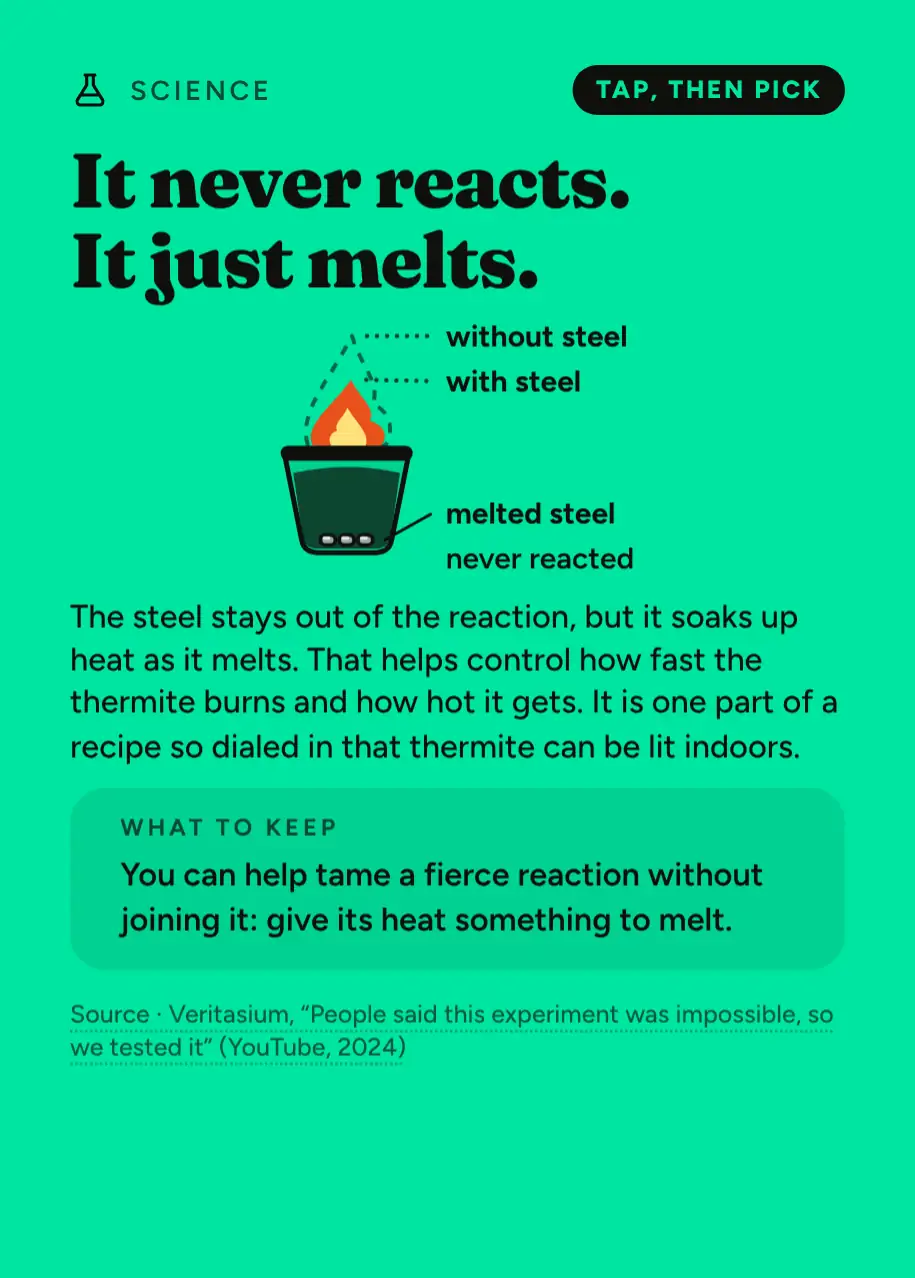 SCIENCE
TAP, THEN PICK
It never reacts.
It just melts.
without steel
with steel
melted steel
never reacted
The steel stays out of the reaction, but it soaks up
heat as it melts. That helps control how fast the
thermite burns and how hot it gets. It is one part of a
recipe so dialed in that thermite can be lit indoors.
WHAT TO KEEP
You can help tame a fierce reaction without
joining it: give its heat something to melt.
Source · Veritasium, “People said this experiment was impossible, so
we tested it” (YouTube, 2024)